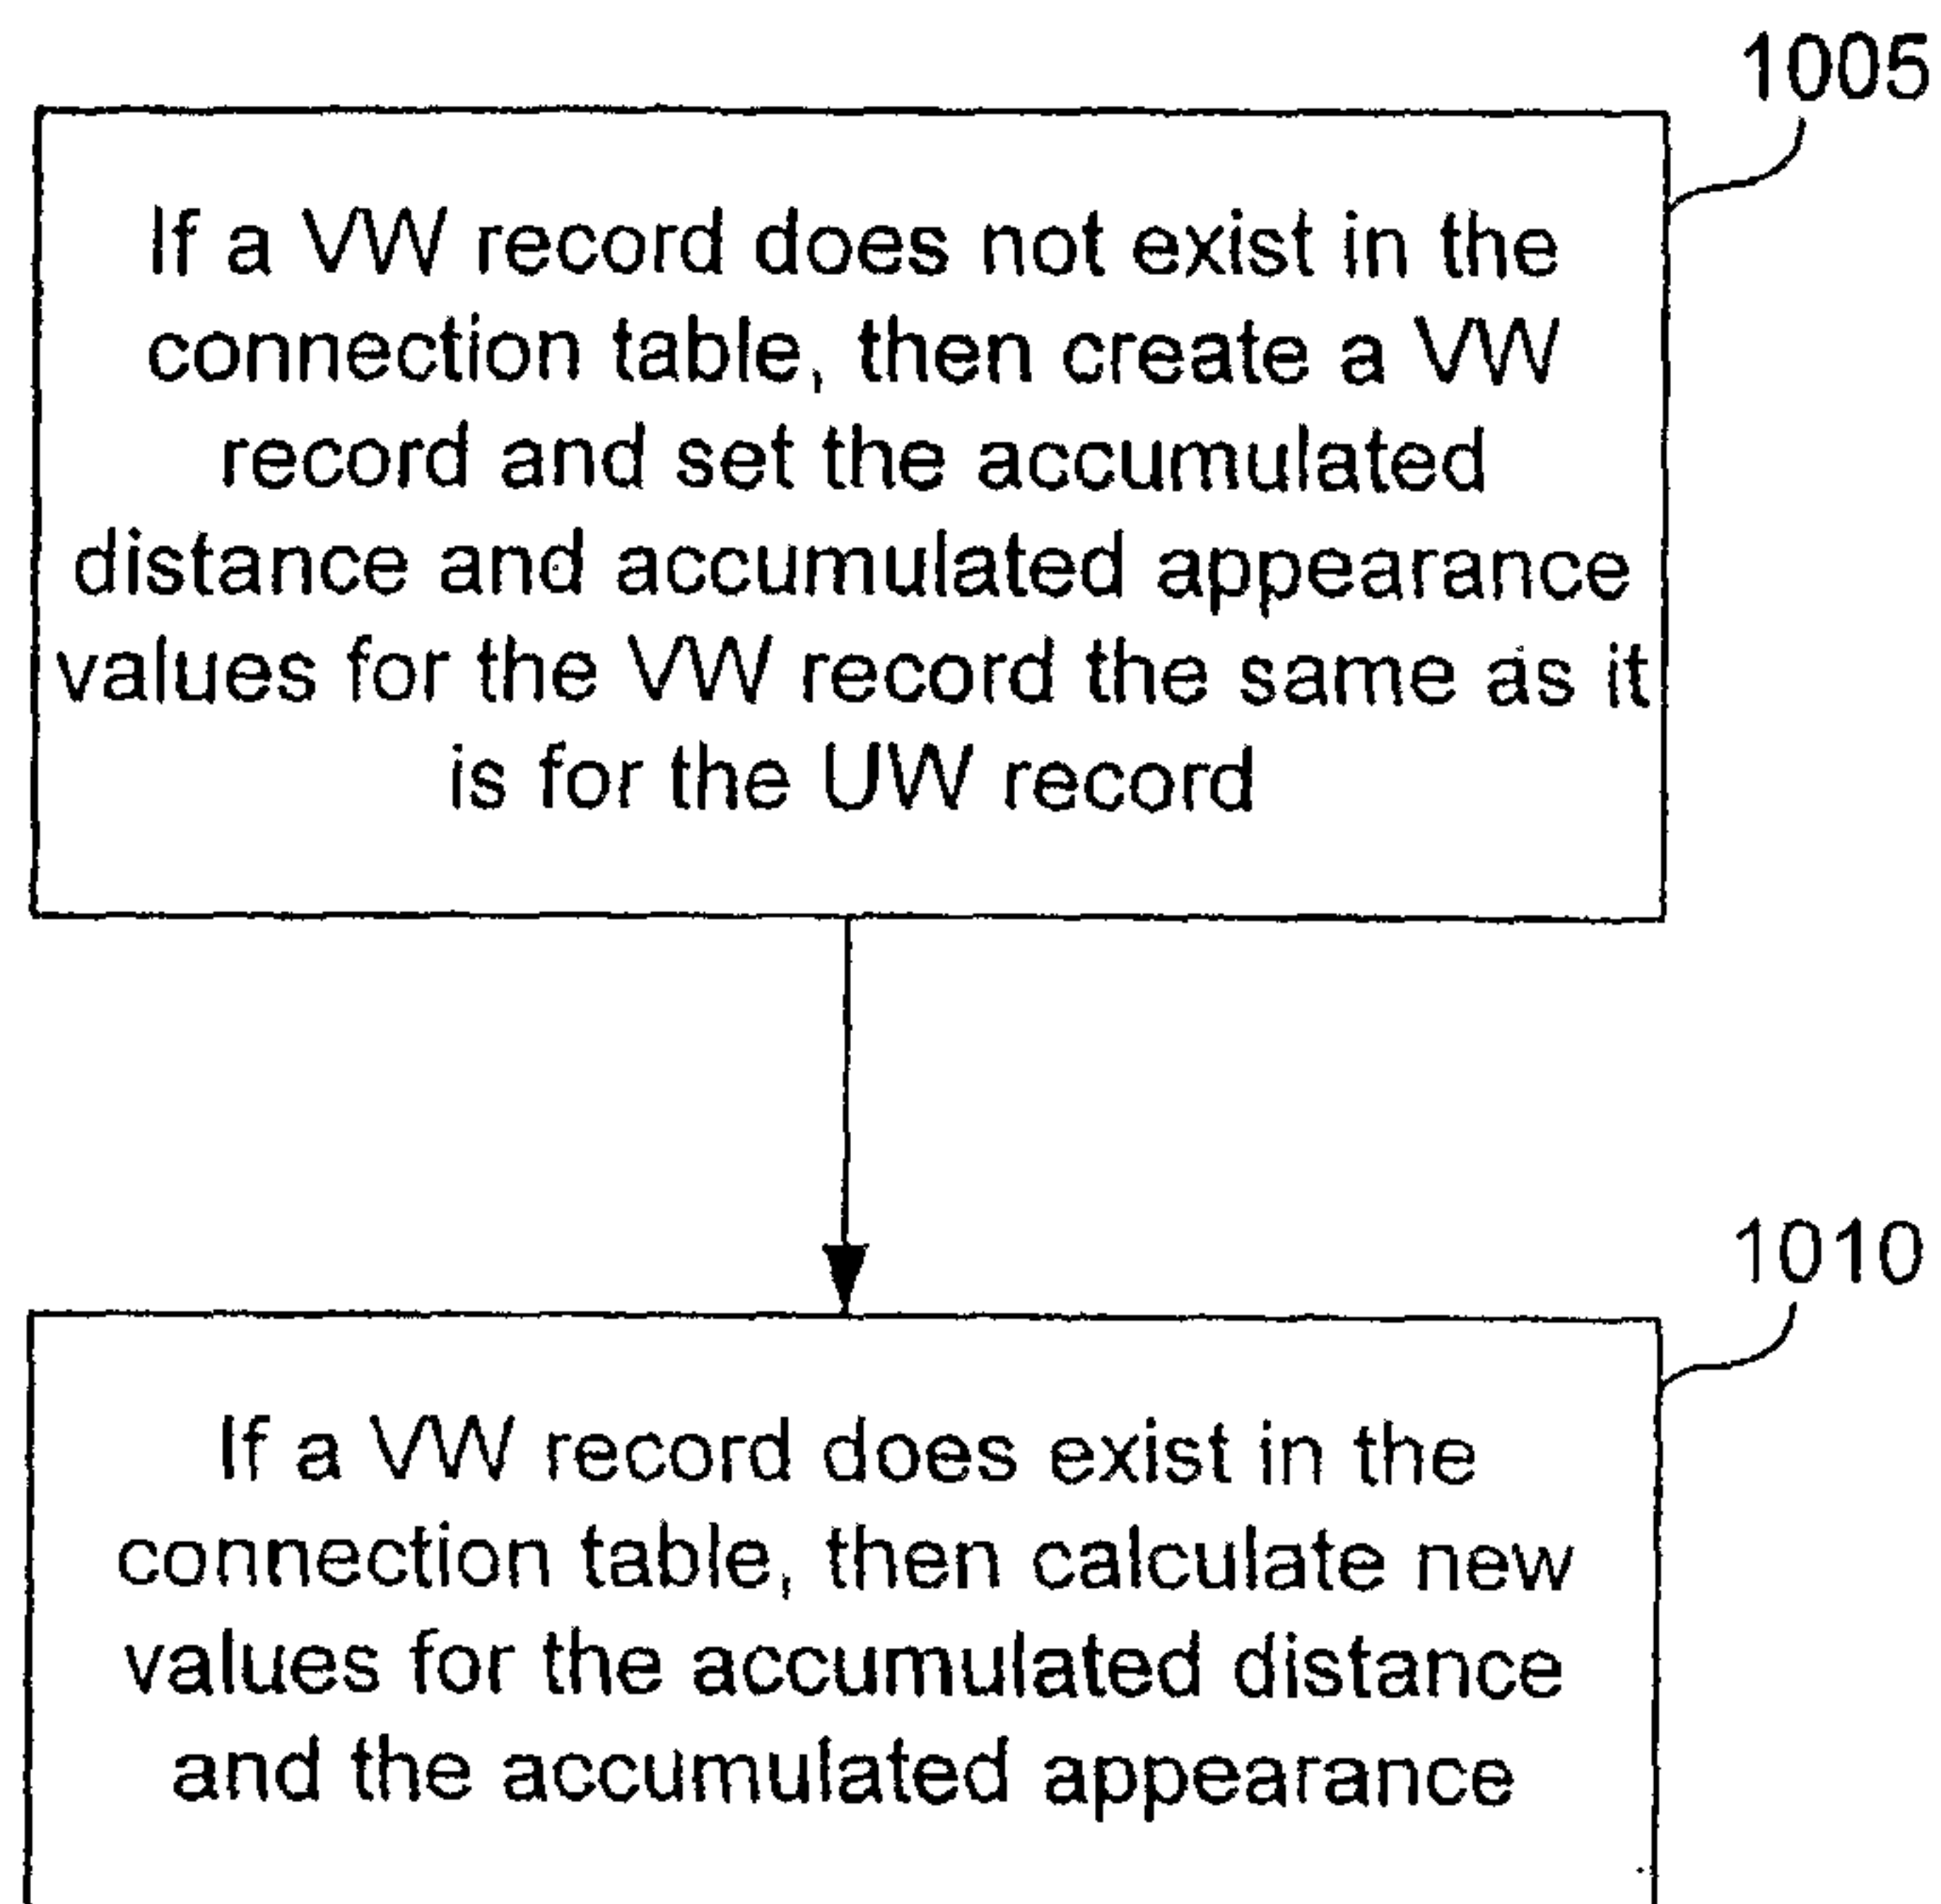 1005
If a VW record does not exist in the
connection table, then create a VW
record and set the accumulated
distance and accumulated appearance
values for the VW record the same as it
is for the UW record
1010
If a VW record does exist in the
connection table, then calculate new
values for the accumulated distance
and the accumulated appearance